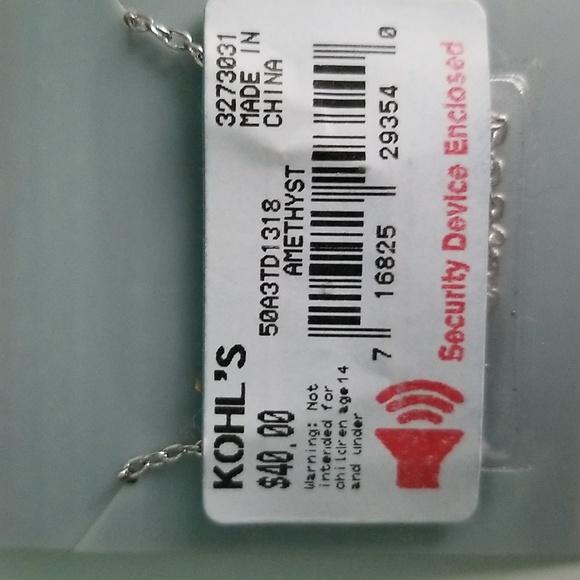 KOHL'S
3273031
$40.00
MADE IN
50A3TD1318
CHINA
AMETHYST
Warning: Not
intended for
children age 14
and under
7 16825 29354 0
Security Device Enclosed